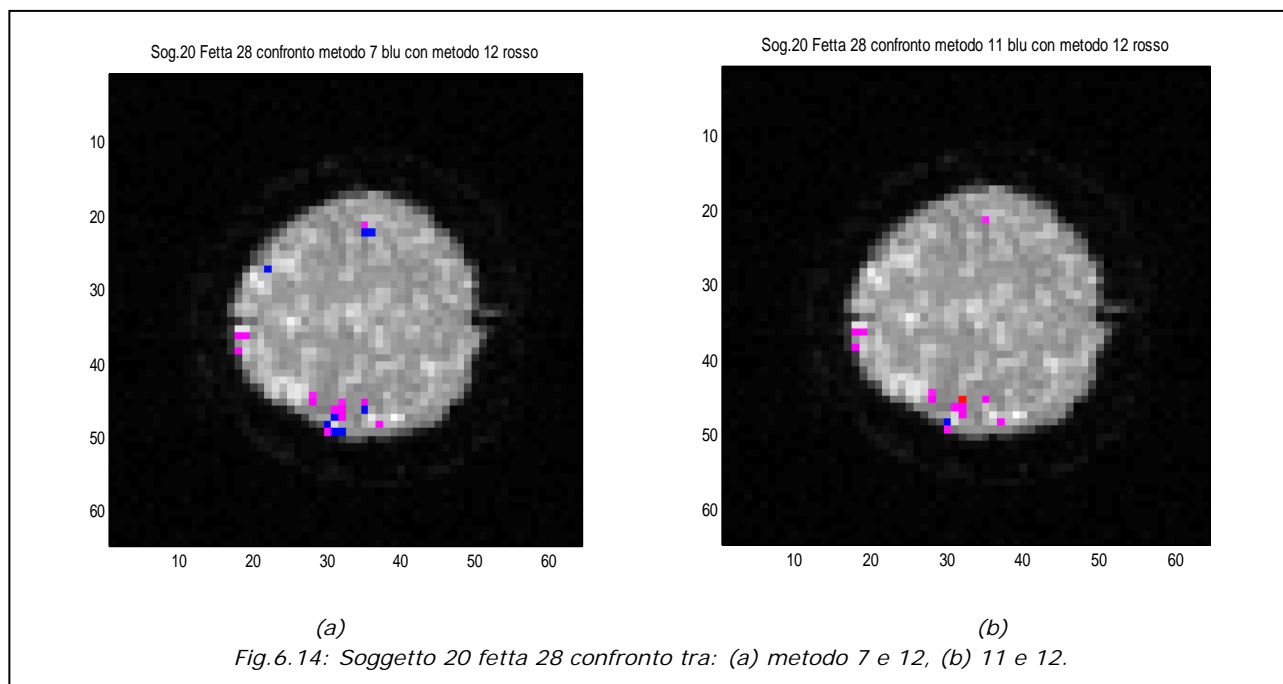 Sog.20 Fetta 28 confronto metodo 7 blu con metodo 12 rosso
10
20
30
40
50
60
10 20 30 40 50 60
(a)
Sog.20 Fetta 28 confronto metodo 11 blu con metodo 12 rosso
10
20
30
40
50
60
10 20 30 40 50 60
(b)
Fig.6.14: Soggetto 20 fetta 28 confronto tra: (a) metodo 7 e 12, (b) 11 e 12.